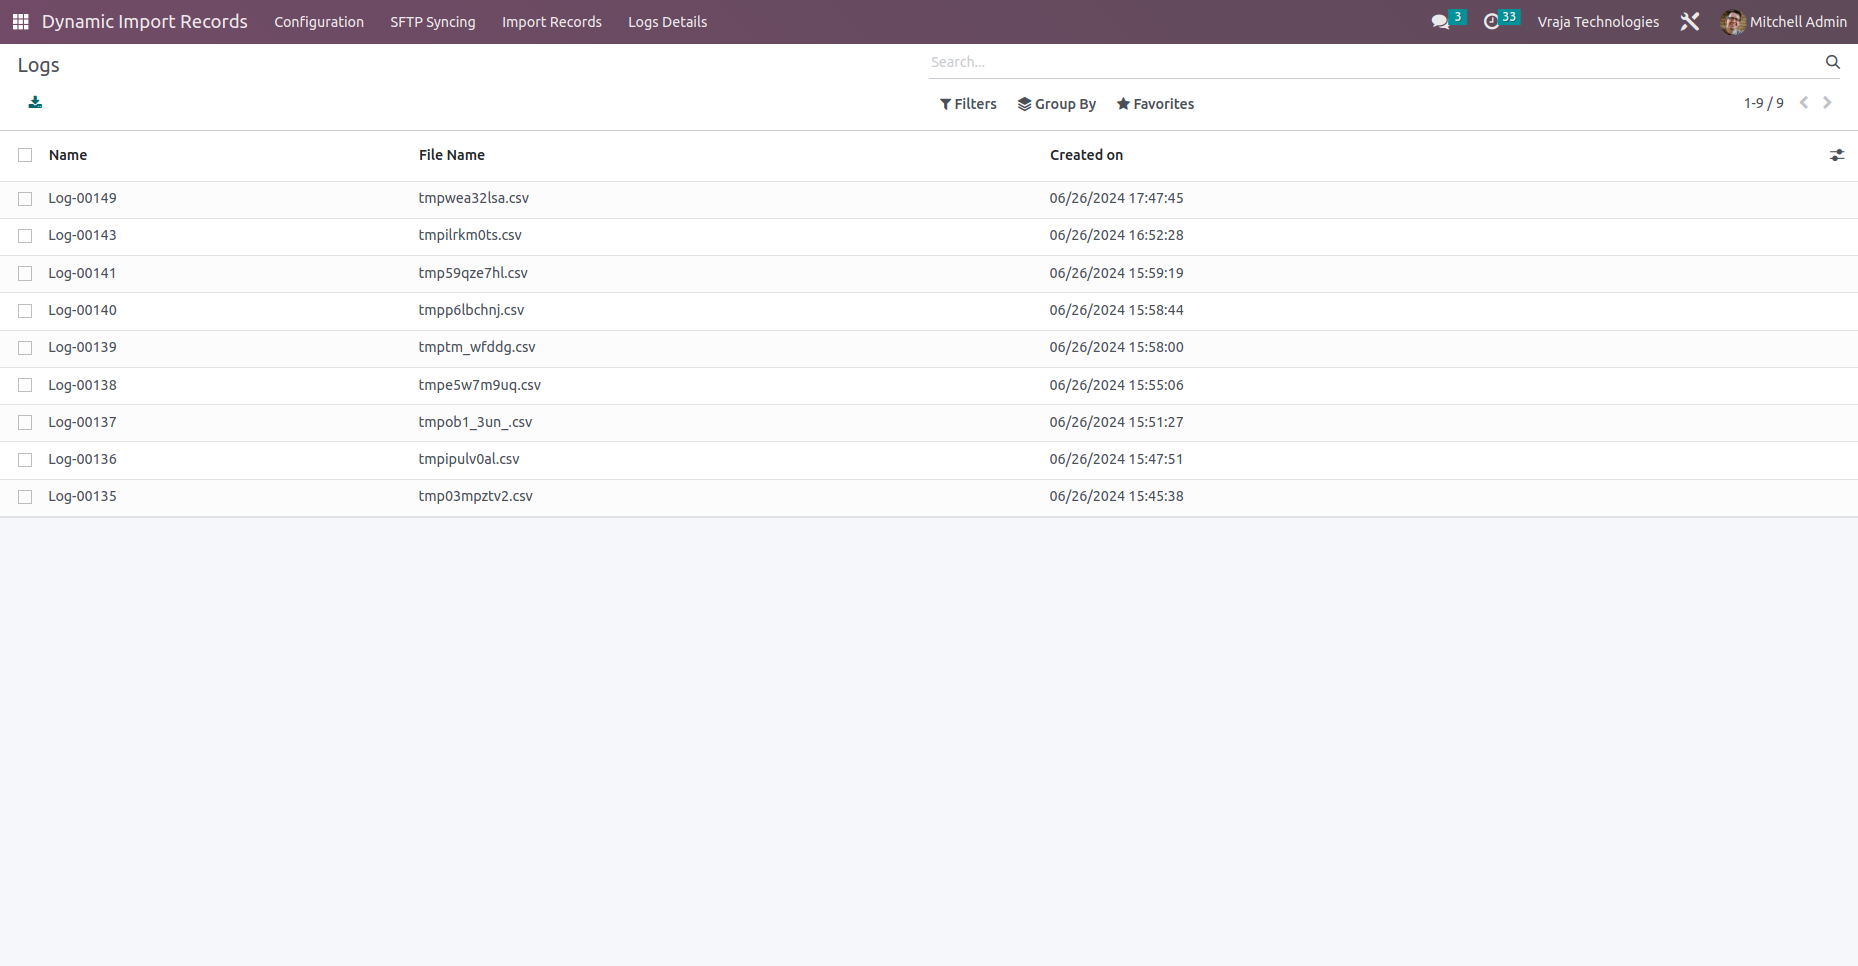 Dynamic Import Records Configuration SFTP Syncing Import Records Logs Details 3 33 Vraja Technologies Mitchell Admin
Logs Search...
Filters Group By Favorites 1-9 / 9
Name File Name Created on
Log-00149 tmpwea32lsa.csv 06/26/2024 17:47:45
Log-00143 tmpilrkm0ts.csv 06/26/2024 16:52:28
Log-00141 tmp59qze7hl.csv 06/26/2024 15:59:19
Log-00140 tmpp6lbchnj.csv 06/26/2024 15:58:44
Log-00139 tmptm_wfddg.csv 06/26/2024 15:58:00
Log-00138 tmpe5w7m9uq.csv 06/26/2024 15:55:06
Log-00137 tmpob1_3un_.csv 06/26/2024 15:51:27
Log-00136 tmpipulv0al.csv 06/26/2024 15:47:51
Log-00135 tmp03mpztv2.csv 06/26/2024 15:45:38